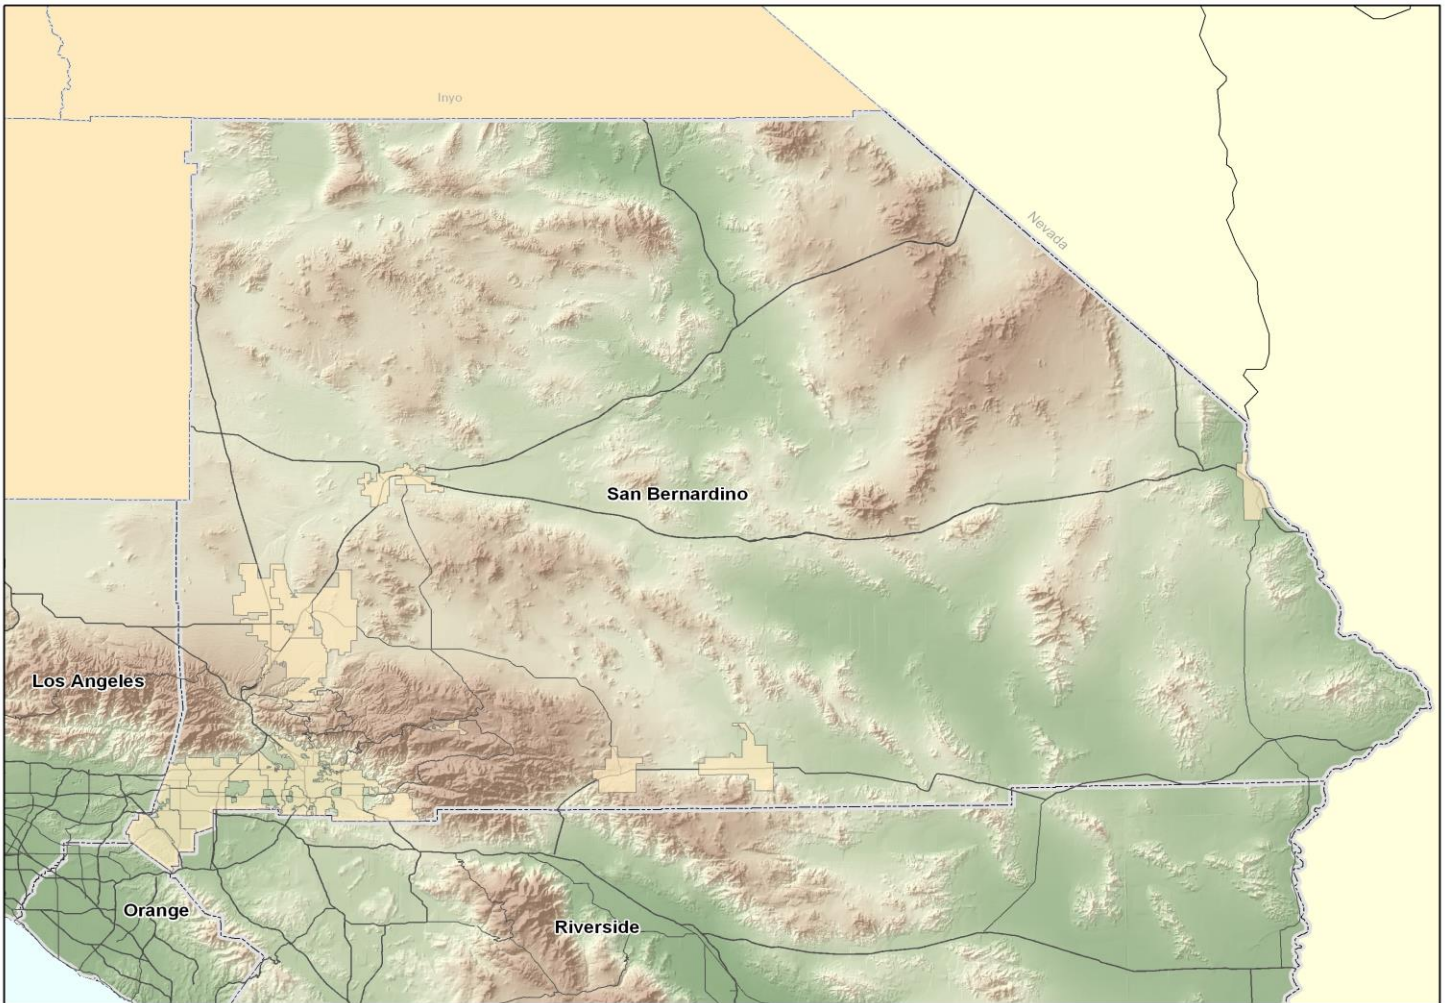 Inyo
Nevada
San Bernardino
Los Angeles
Orange
Riverside